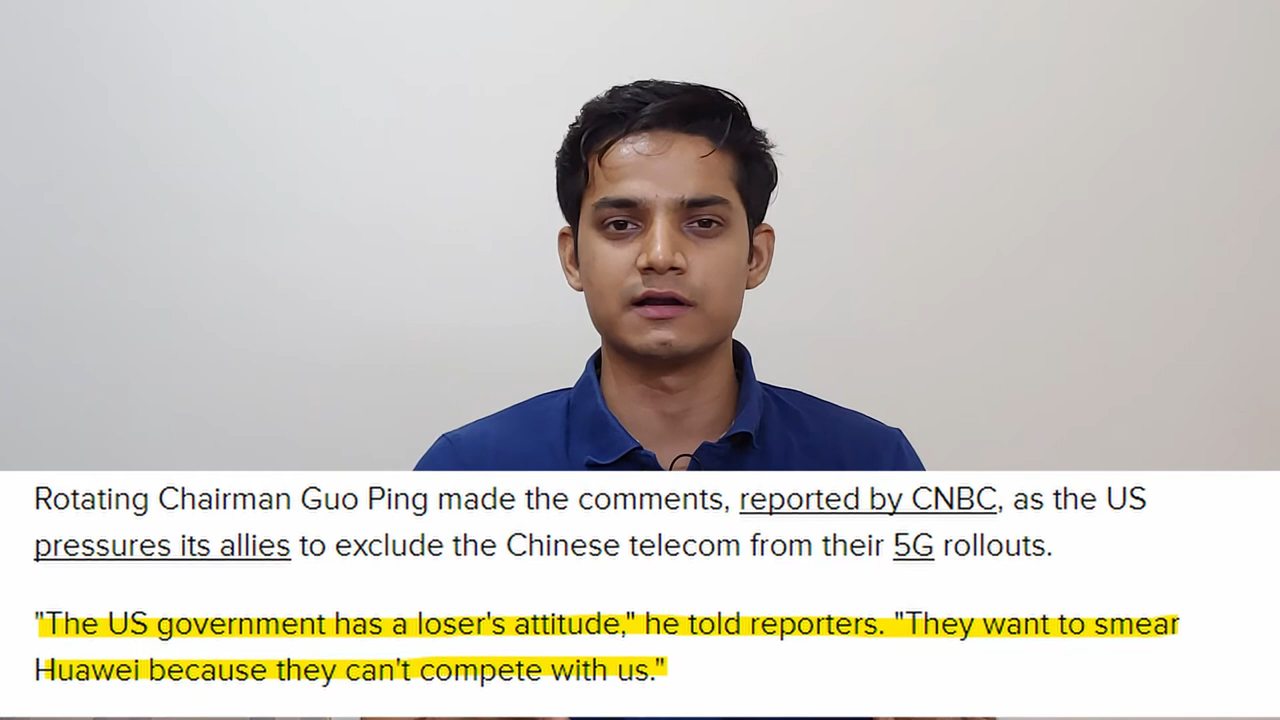 Rotating Chairman Guo Ping made the comments, reported by CNBC, as the US
pressures its allies to exclude the Chinese telecom from their 5G rollouts.
"The US government has a loser's attitude," he told reporters. "They want to smear
Huawei because they can't compete with us."